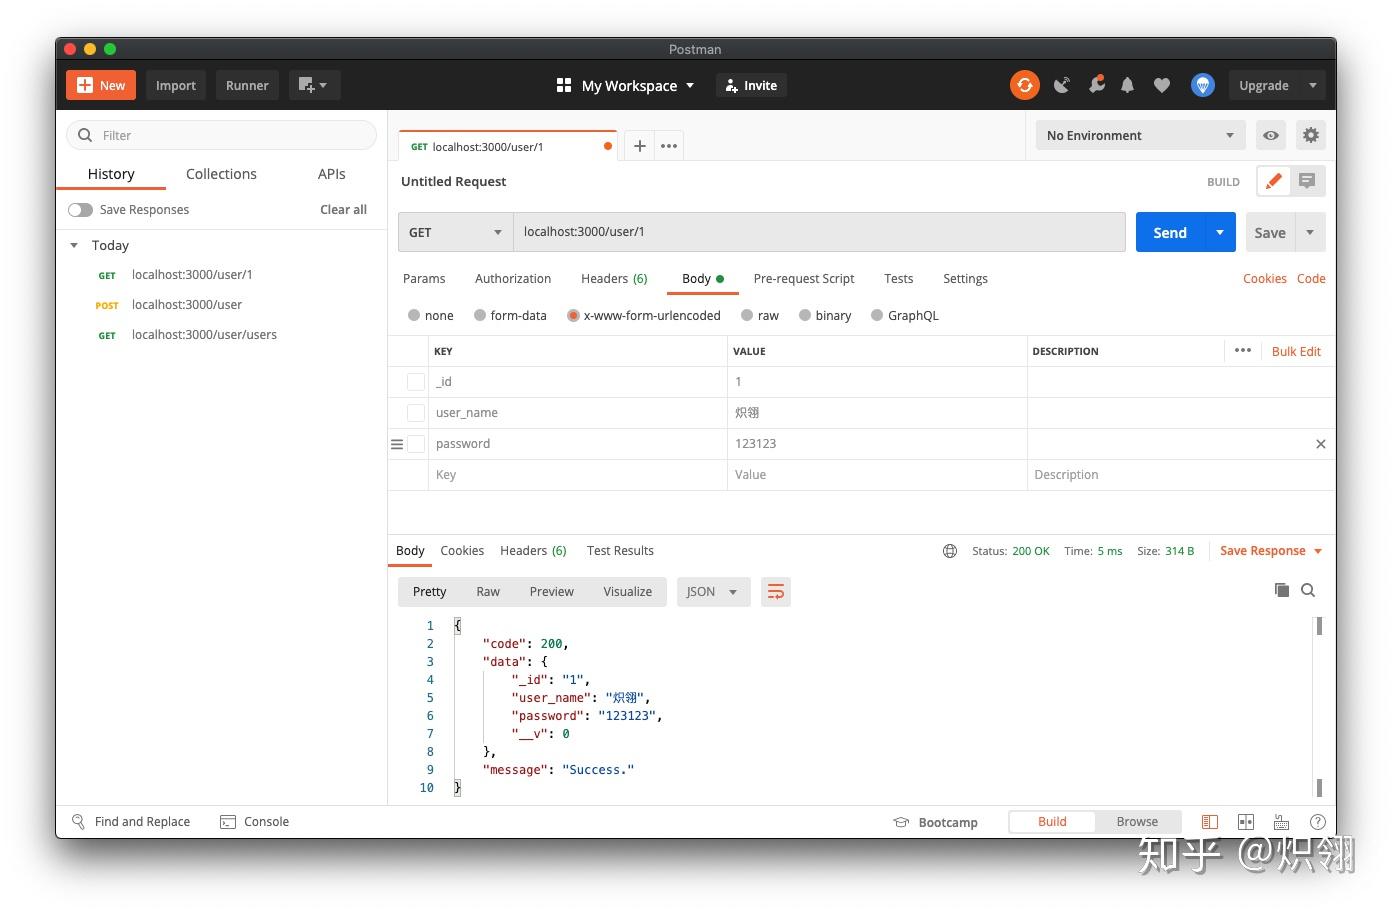 Postman
New Import Runner My Workspace Invite Upgrade
Filter
History Collections APIs
Save Responses Clear all
Today
GET localhost:3000/user/1
POST localhost:3000/user
GET localhost:3000/user/users
GET localhost:3000/user/1
No Environment
Untitled Request BUILD
GET localhost:3000/user/1 Send Save
Params Authorization Headers (6) Body Pre-request Script Tests Settings Cookies Code
none form-data x-www-form-urlencoded raw binary GraphQL
KEY VALUE DESCRIPTION Bulk Edit
_id 1
user_name 炽翎
password 123123
Key Value Description
Body Cookies Headers (6) Test Results Status: 200 OK Time: 5 ms Size: 314 B Save Response
Pretty Raw Preview Visualize JSON
1 {
2 "code": 200,
3 "data": {
4 "_id": "1",
5 "user_name": "炽翎",
6 "password": "123123",
7 "__v": 0
8 },
9 "message": "Success."
10 }
Find and Replace Console Bootcamp Build Browse
知乎 @炽翎